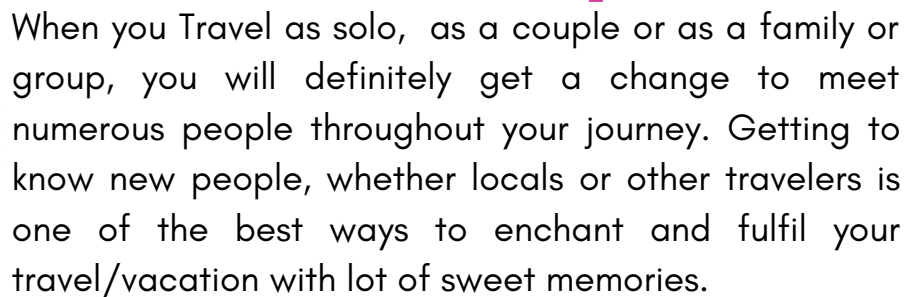 When you Travel as solo,  as a couple or as a family or
group, you will definitely get a change to meet
numerous people throughout your journey. Getting to
know new people, whether locals or other travelers is
one of the best ways to enchant and fulfil your
travel/vacation with lot of sweet memories.